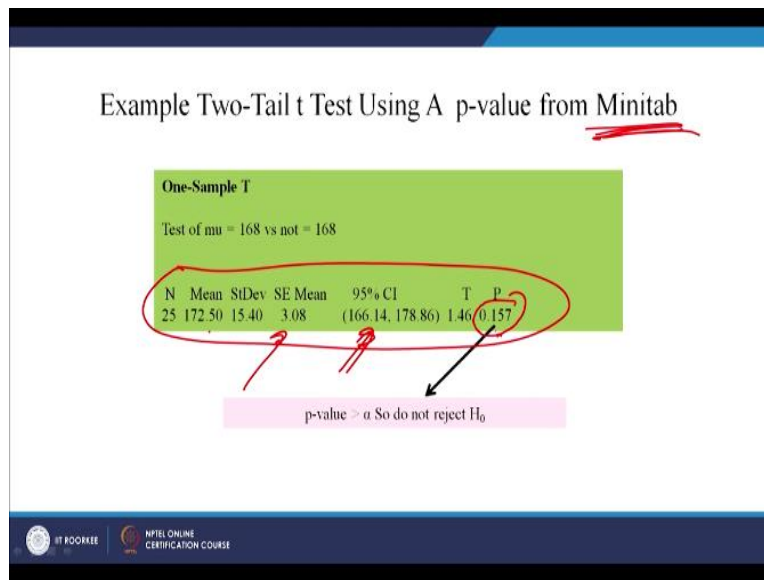 Example Two-Tail t Test Using A p-value from Minitab
One-Sample T
Test of mu = 168 vs not = 168
N Mean StDev SE Mean 95% CI T P
25 172.50 15.40 3.08 (166.14, 178.86) 1.46 0.157
p-value > α So do not reject H₀
IIT ROORKEE
NPTEL ONLINE
CERTIFICATION COURSE